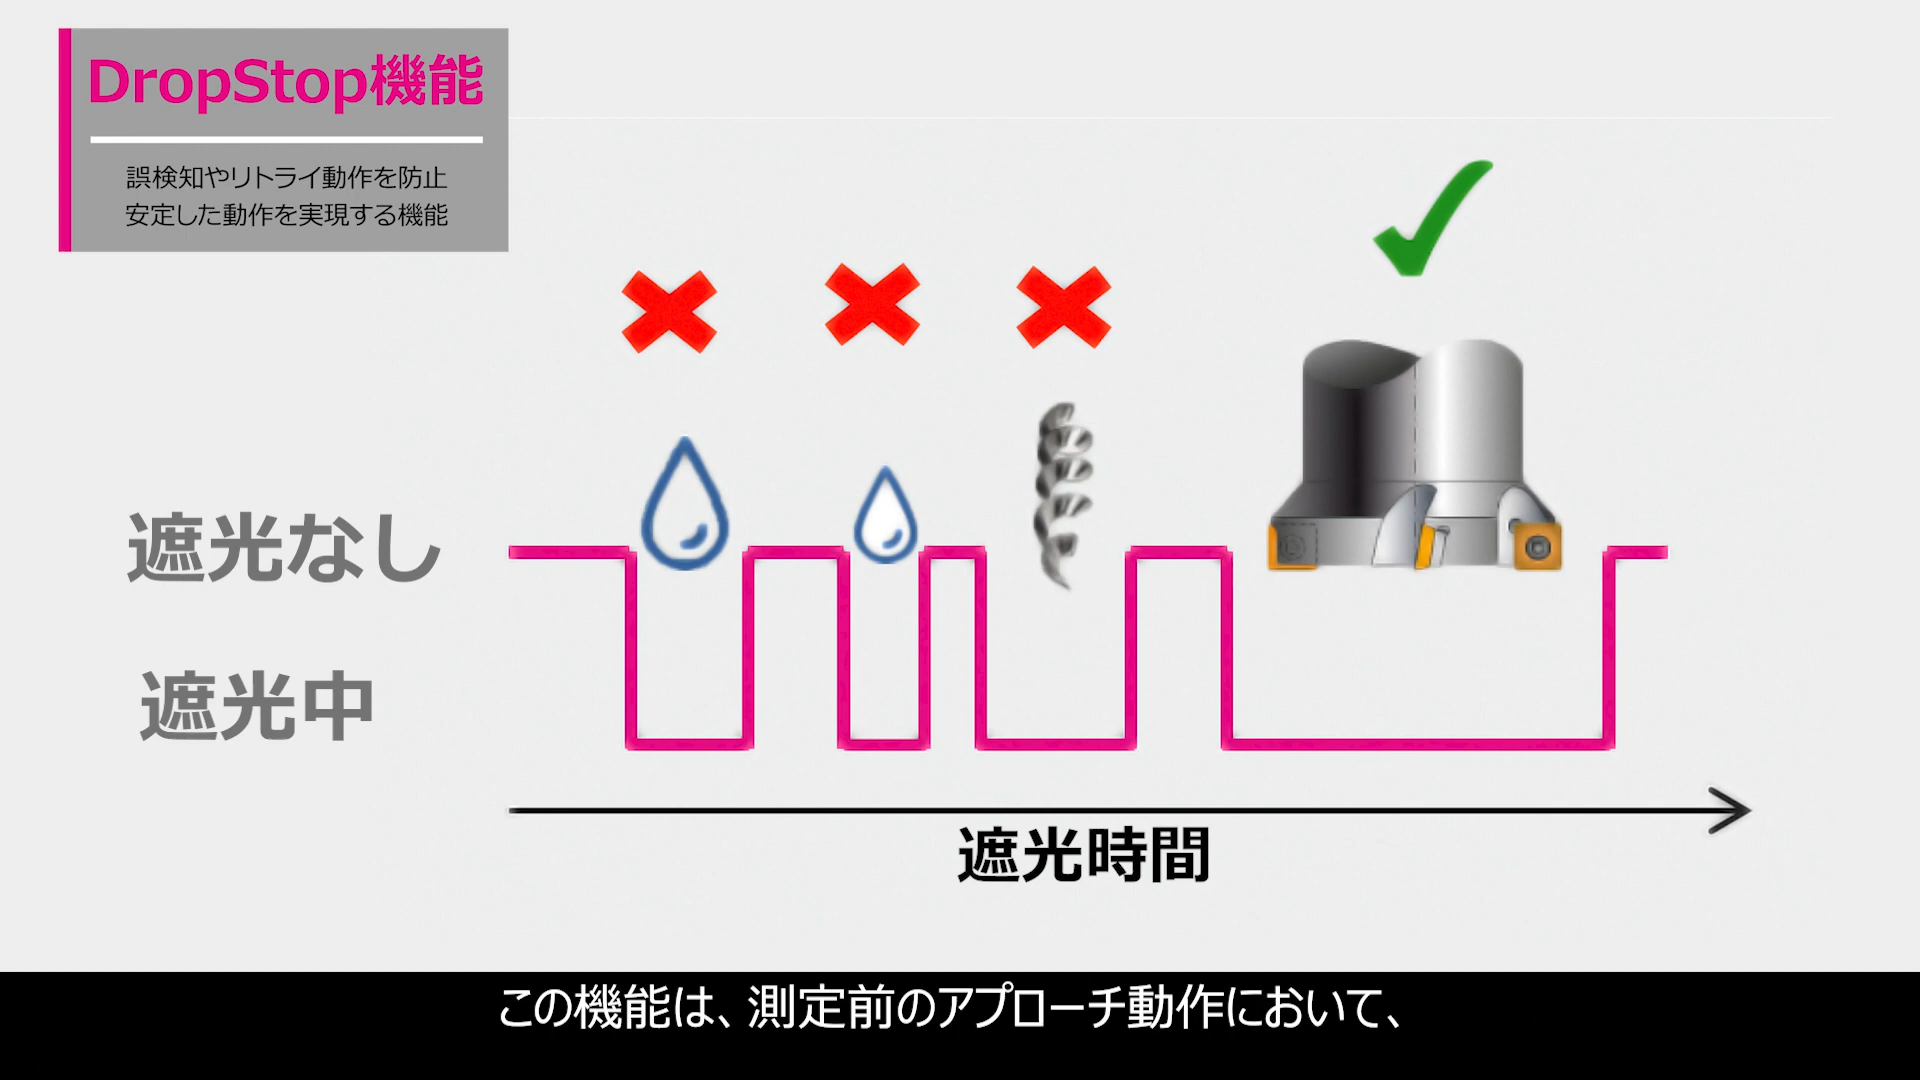 DropStop機能
誤検知やリトライ動作を防止
安定した動作を実現する機能
遮光なし
遮光中
遮光時間
この機能は、測定前のアプローチ動作において、